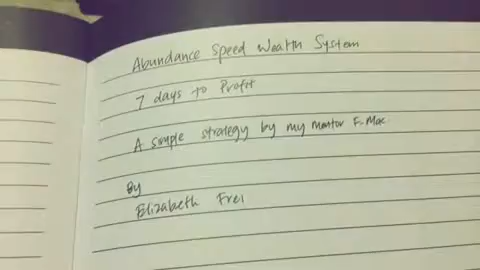 Abundance Speed Wealth System
7 days to Profit
A simple strategy by my mentor F. Mac
By
Elizabeth Frei